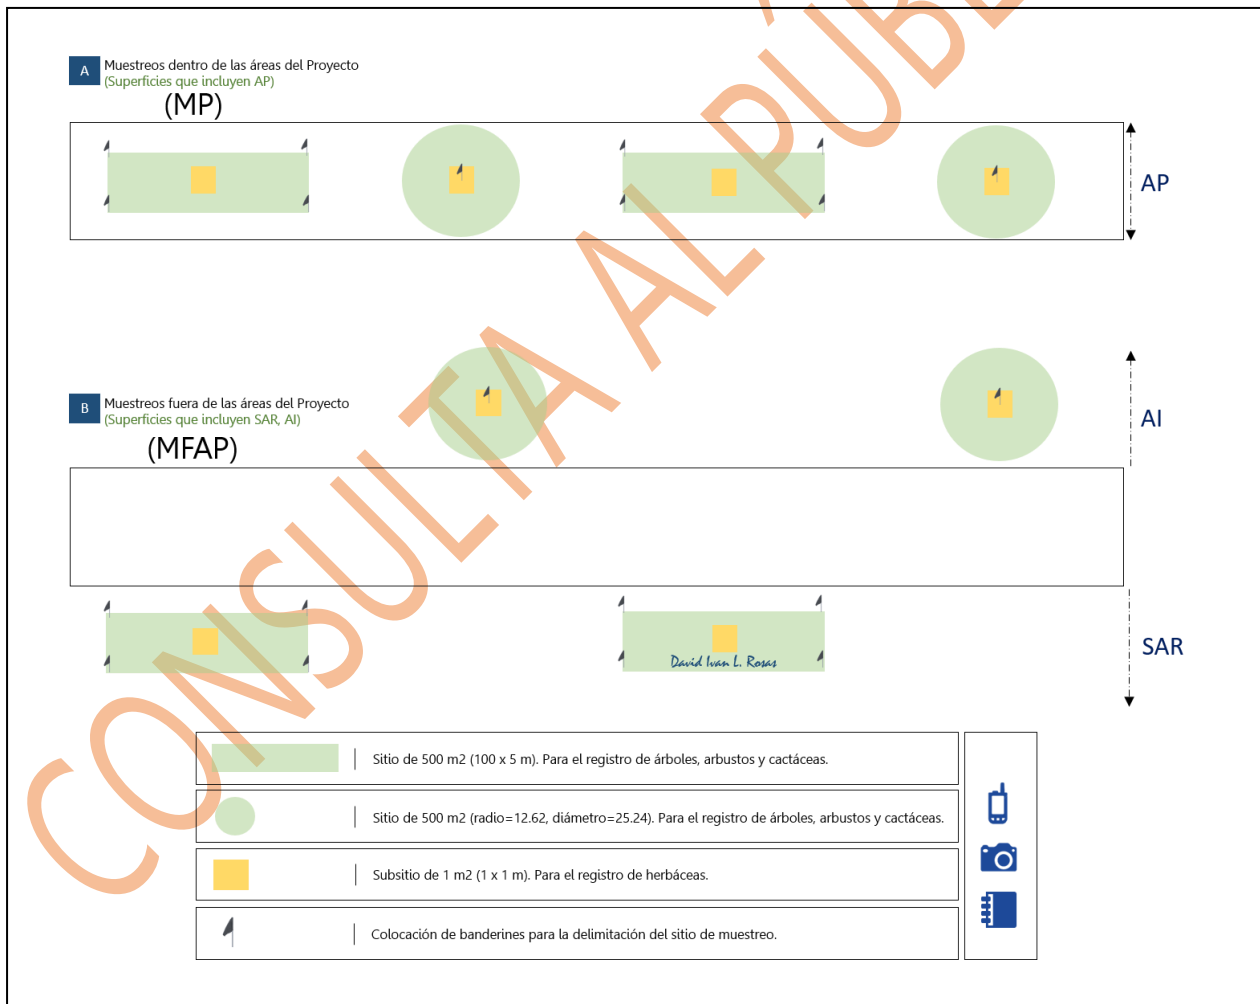 A
Muestreos dentro de las áreas del Proyecto
(Superficies que incluyen AP)
(MP)
AP
B
Muestreos fuera de las áreas del Proyecto
(Superficies que incluyen SAR, AI)
(MFAP)
AI
SAR
David Ivan L. Rosas
Sitio de 500 m2 (100 x 5 m). Para el registro de árboles, arbustos y cactáceas.
Sitio de 500 m2 (radio=12.62, diámetro=25.24). Para el registro de árboles, arbustos y cactáceas.
Subsitio de 1 m2 (1 x 1 m). Para el registro de herbáceas.
Colocación de banderines para la delimitación del sitio de muestreo.
CONSULTA AL PÚB